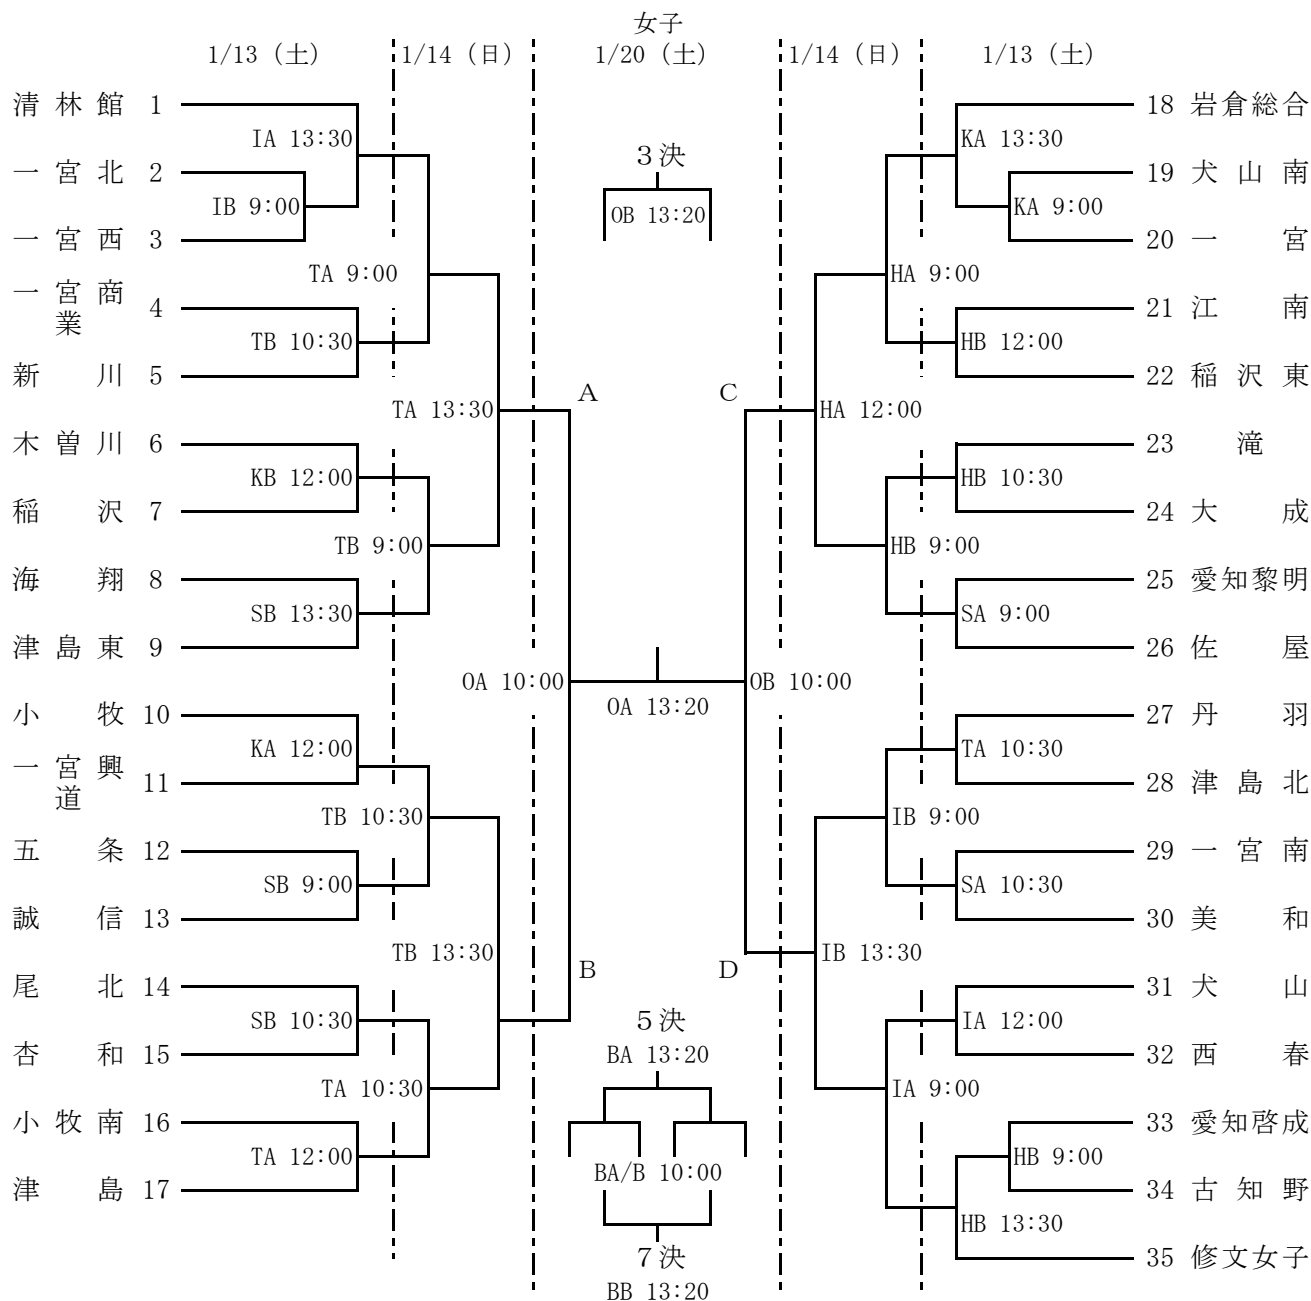 女子
1/13（土）
1/14（日）
1/20（土）
1/14（日）
1/13（土）
清林館 1
IA 13:30
一宮北 2
IB 9:00
一宮西 3
TA 9:00
一宮商業 4
TB 10:30
新川 5
TA 13:30
木曽川 6
KB 12:00
稲沢 7
TB 9:00
海翔 8
SB 13:30
津島東 9
OA 10:00
小牧 10
KA 12:00
一宮興道 11
TB 10:30
五条 12
SB 9:00
誠信 13
TB 13:30
尾北 14
SB 10:30
杏和 15
TA 10:30
小牧南 16
TA 12:00
津島 17
３決
OB 13:20
A
C
OA 13:20
B
D
５決
BA 13:20
BA/B 10:00
７決
BB 13:20
18 岩倉総合
KA 13:30
19 犬山南
KA 9:00
20 一宮
HA 9:00
21 江南
HB 12:00
22 稲沢東
HA 12:00
23 滝
HB 10:30
24 大成
HB 9:00
25 愛知黎明
SA 9:00
26 佐屋
OB 10:00
27 丹羽
TA 10:30
28 津島北
IB 9:00
29 一宮南
SA 10:30
30 美和
IB 13:30
31 犬山
IA 12:00
32 西春
IA 9:00
33 愛知啓成
HB 9:00
34 古知野
HB 13:30
35 修文女子